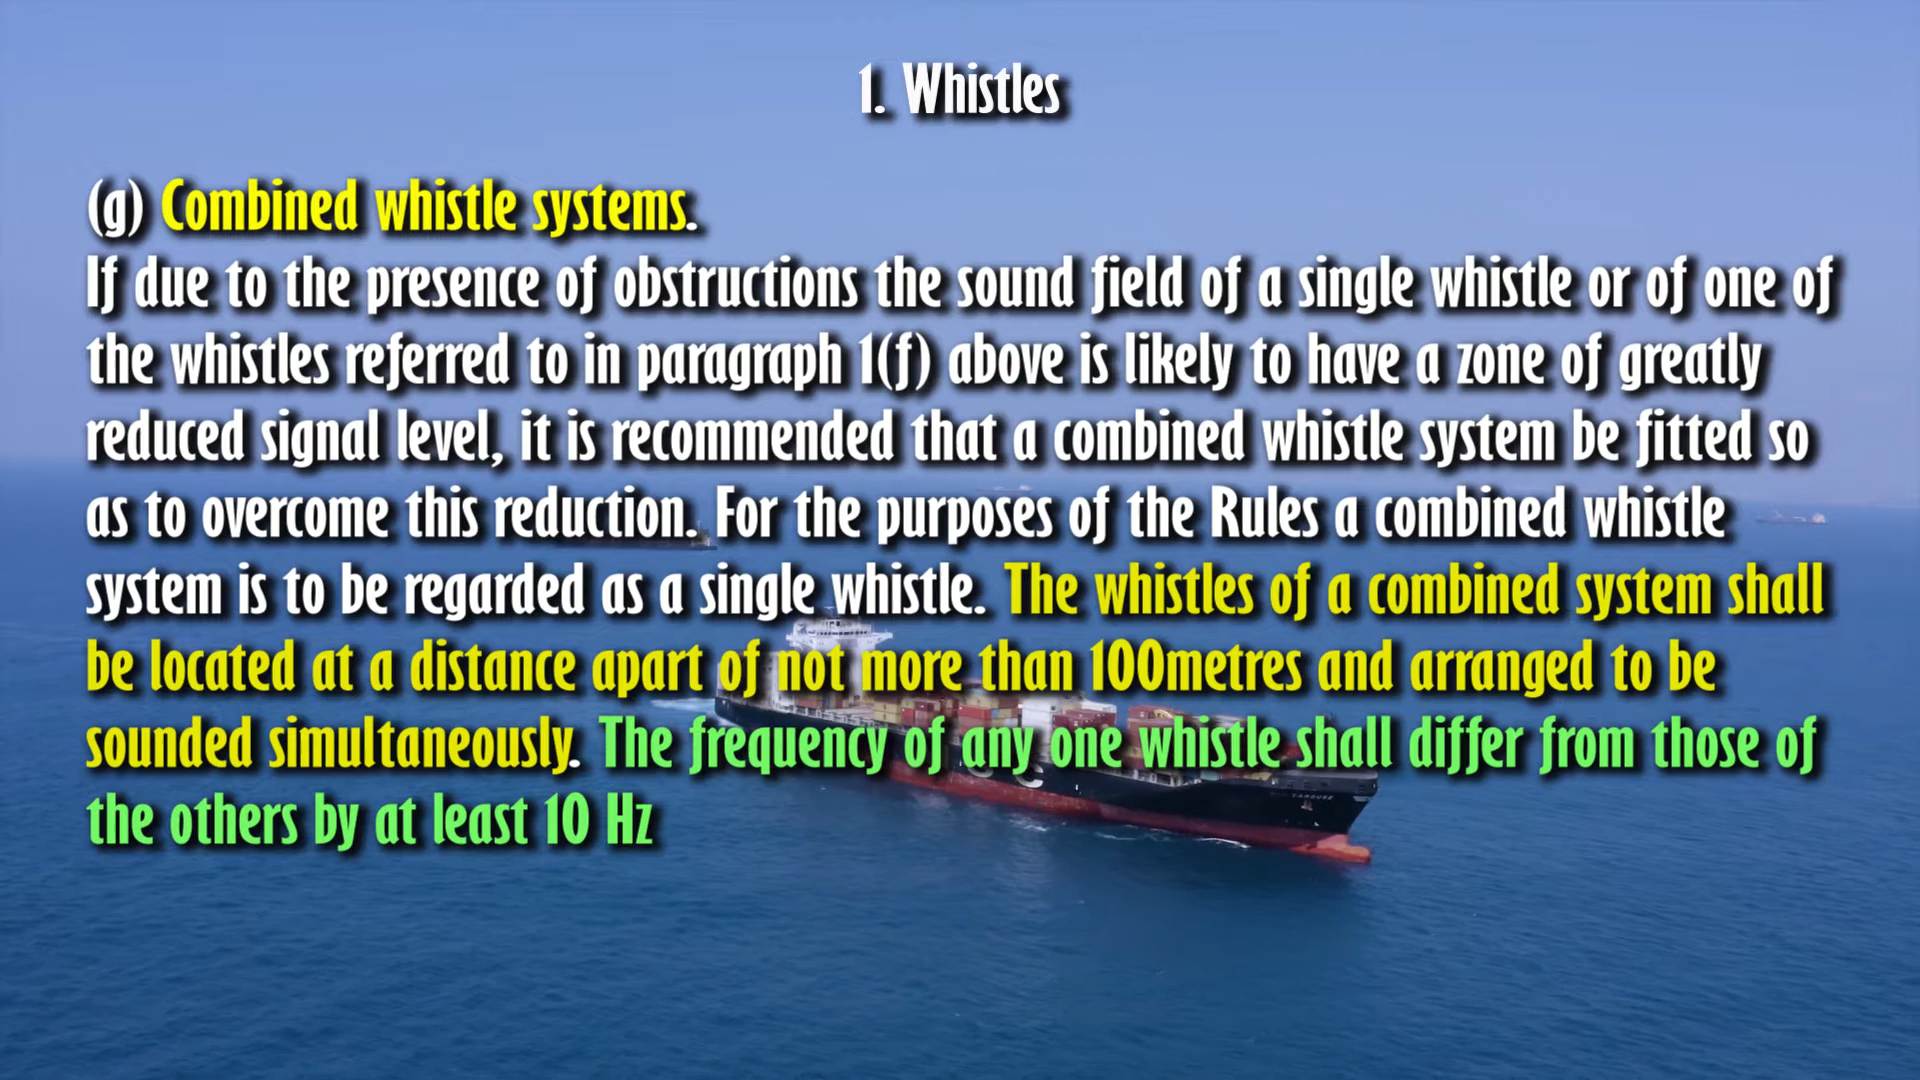 1. Whistles
(g) Combined whistle systems.
If due to the presence of obstructions the sound field of a single whistle or of one of
the whistles referred to in paragraph 1(f) above is likely to have a zone of greatly
reduced signal level, it is recommended that a combined whistle system be fitted so
as to overcome this reduction. For the purposes of the Rules a combined whistle
system is to be regarded as a single whistle. The whistles of a combined system shall
be located at a distance apart of not more than 100metres and arranged to be
sounded simultaneously. The frequency of any one whistle shall differ from those of
the others by at least 10 Hz